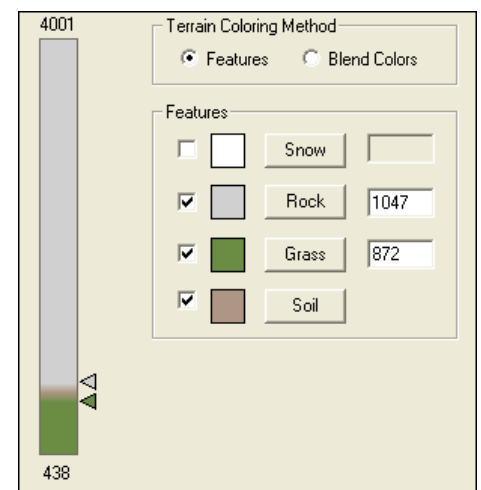 4001
Terrain Coloring Method
Features Blend Colors
Features
Snow
Rock 1047
Grass 872
Soil
438